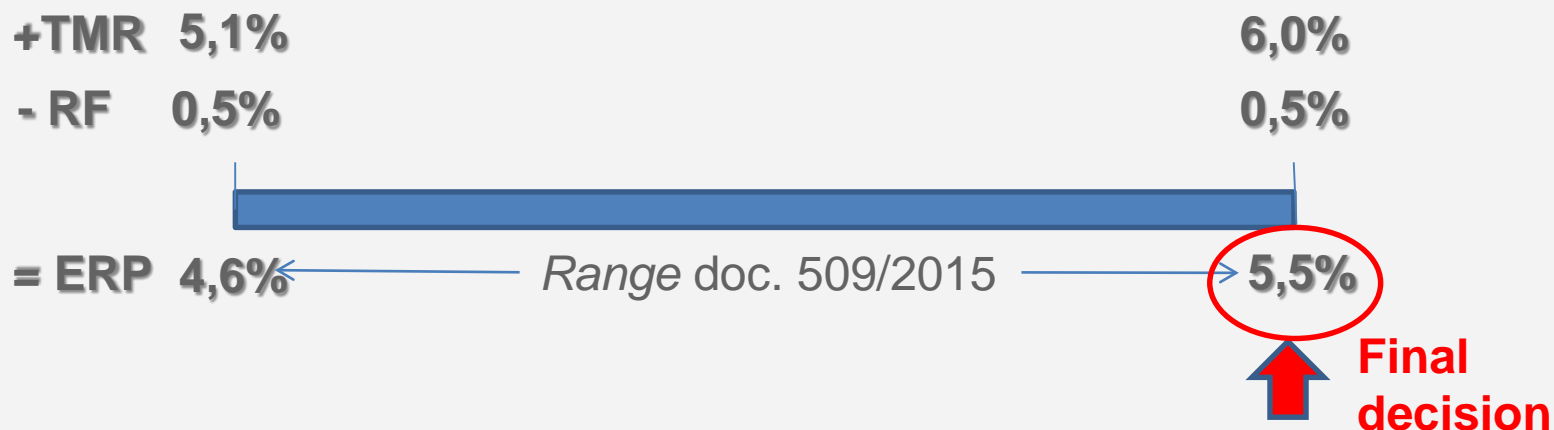 +TMR 5,1% 6,0%
- RF 0,5% 0,5%
= ERP 4,6% Range doc. 509/2015 5,5%
Final
decision